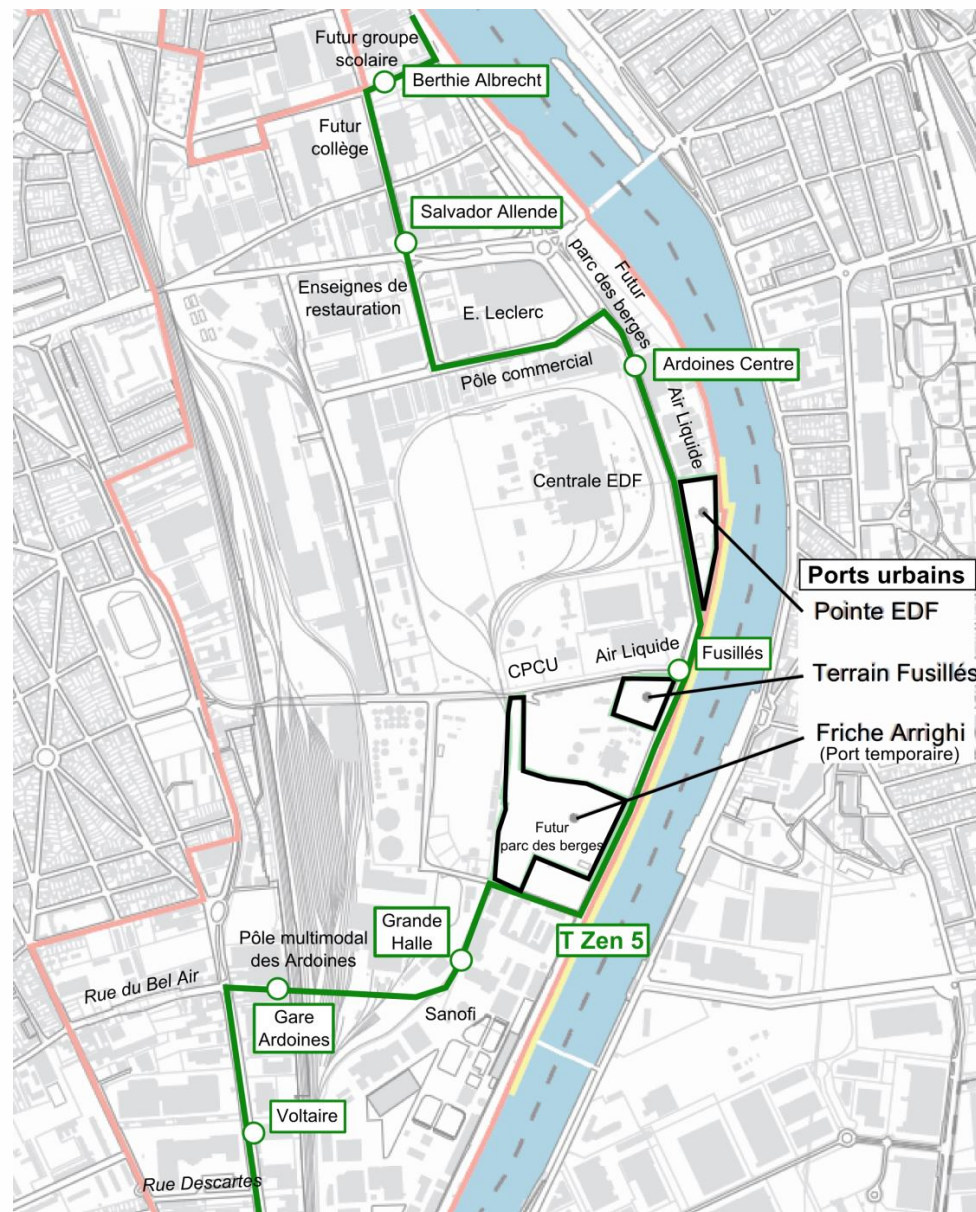 Futur groupe
scolaire
Berthie Albrecht
Futur
collège
Salvador Allende
Enseignes de
restauration
E. Leclerc
Futur
parc des berges
Pôle commercial
Ardoines Centre
Air Liquide
Centrale EDF
Ports urbains
Pointe EDF
Air Liquide
Fusillés
CPCU
Terrain Fusillés
Friche Arrighi
(Port temporaire)
Futur
parc des berges
T Zen 5
Grande
Halle
Pôle multimodal
des Ardoines
Rue du Bel Air
Gare
Ardoines
Sanofi
Voltaire
Rue Descartes